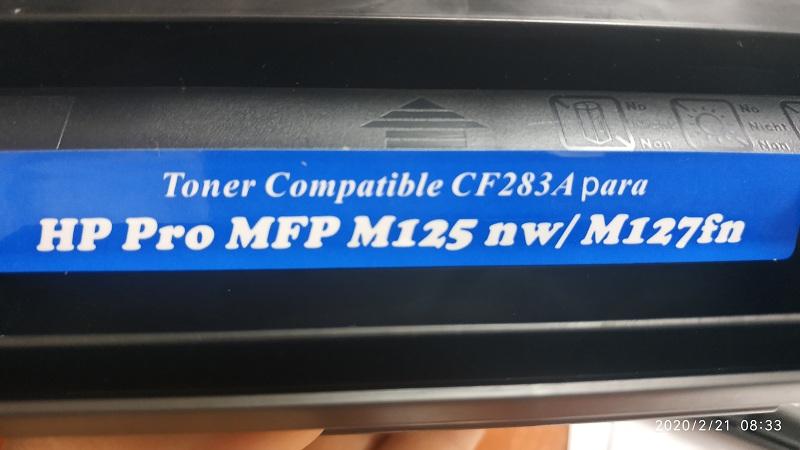 No
Non
No
Night
Non
Toner Compatible CF283A para
HP Pro MFP M125 nw/M127fn
2020/2/21 08:33